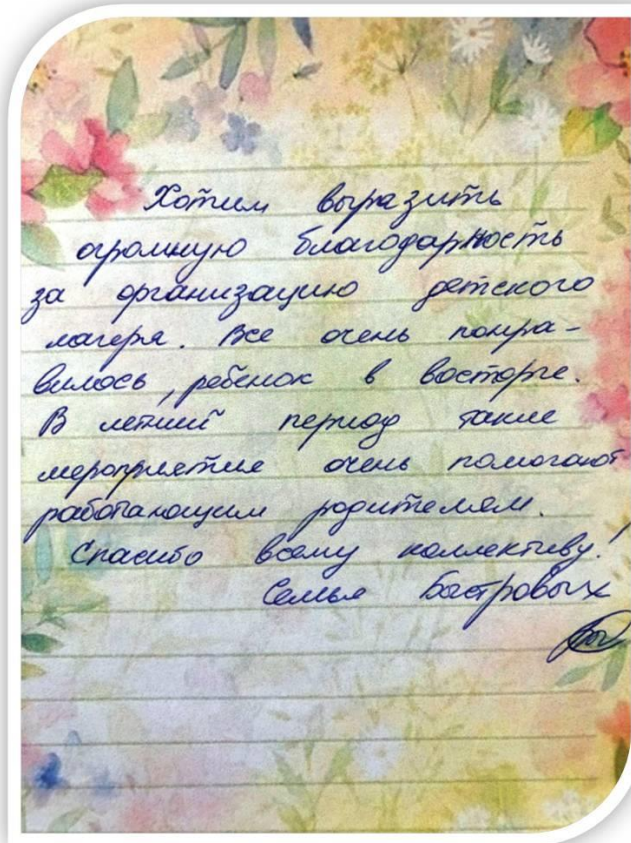 Хотим выразить
огромную благодарность
за организацию детского
лагеря. Все очень понра-
вилось, ребенок в восторге.
В летний период такие
мероприятие очень помогают
работающим родителям.
Спасибо всему коллективу!
Семья Быстровых